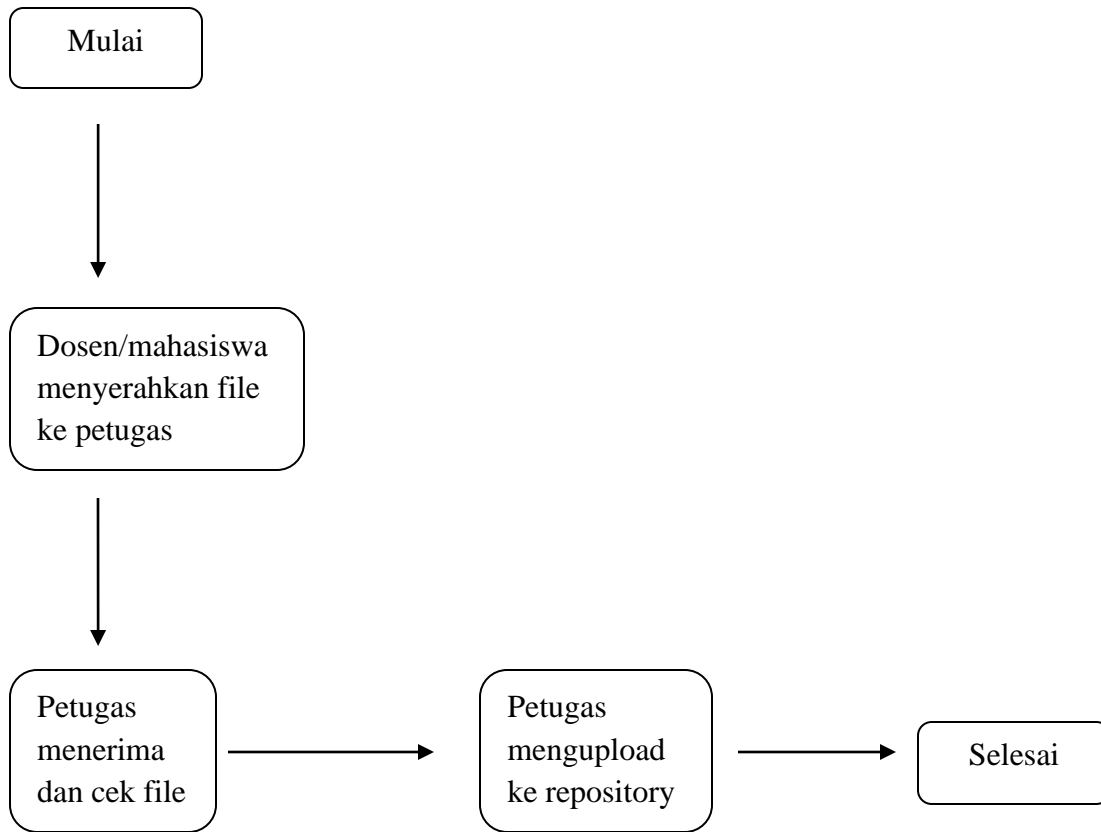 Mulai
Dosen/mahasiswa
menyerahkan file
ke petugas
Petugas
menerima
dan cek file
Petugas
mengupload
ke repository
Selesai